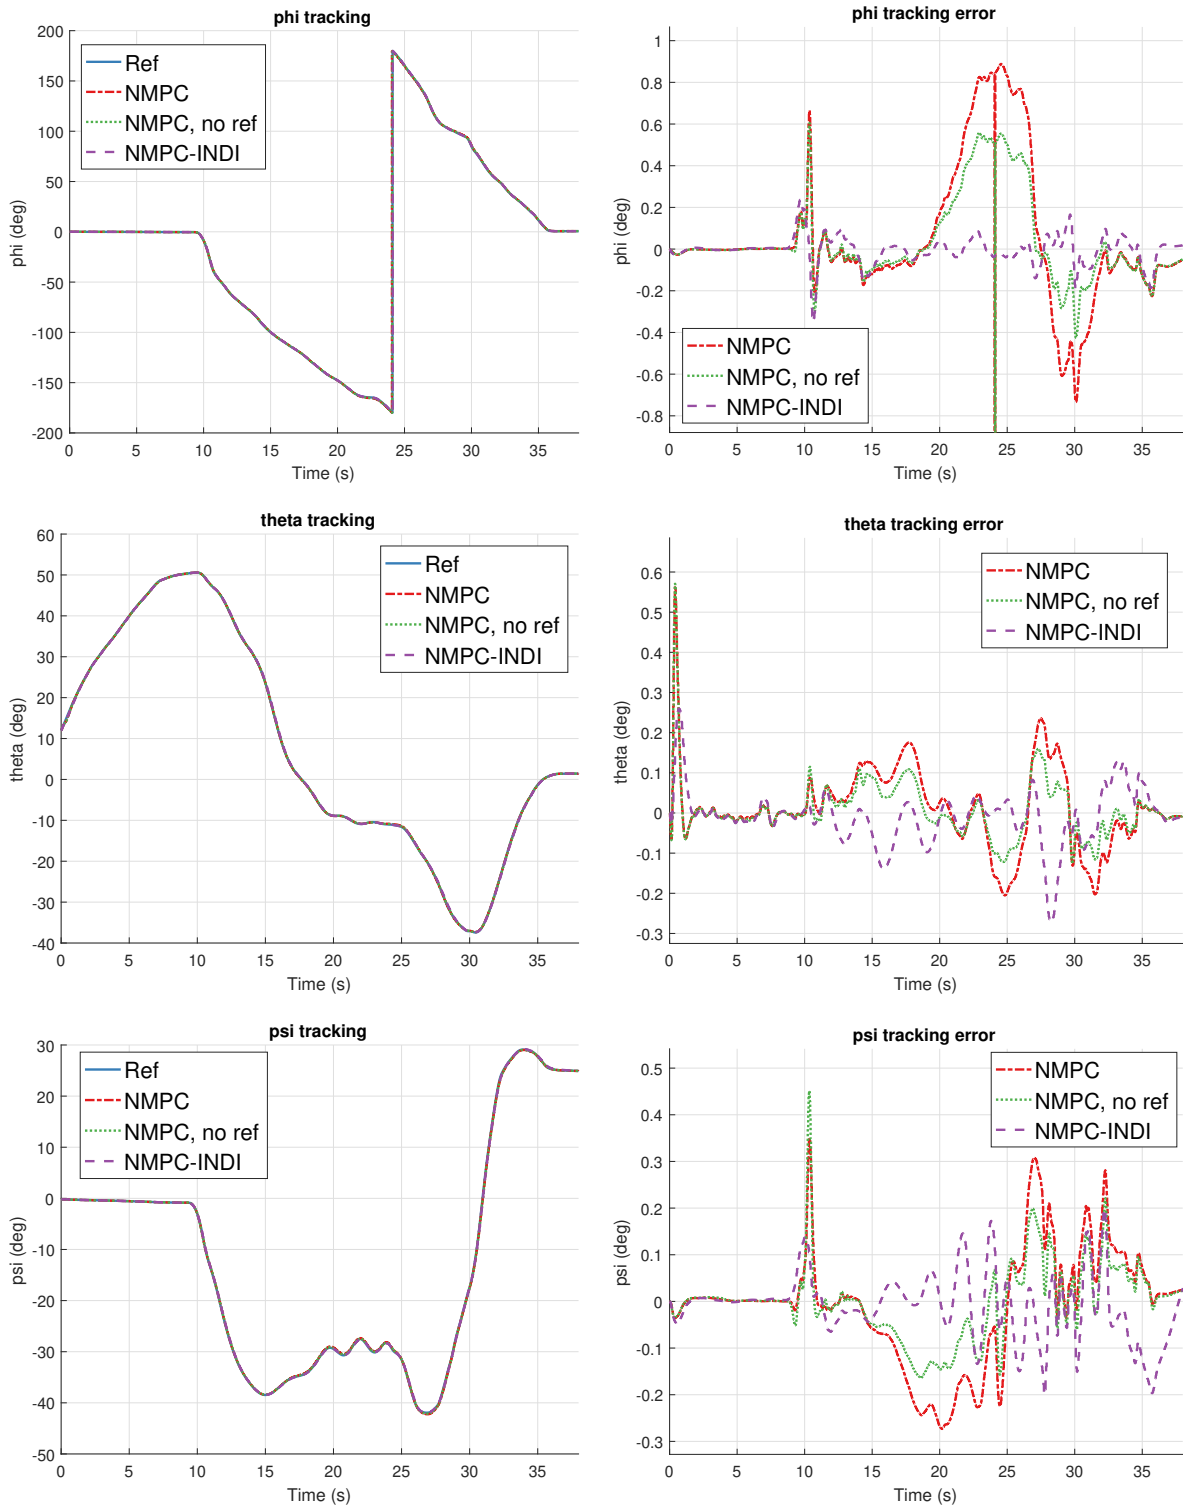 phi tracking
200
150
100
50
0
-50
-100
-150
-200
phi (deg)
Ref
NMPC
NMPC, no ref
NMPC-INDI
0 5 10 15 20 25 30 35
Time (s)
phi tracking error
1
0.8
0.6
0.4
0.2
0
-0.2
-0.4
-0.6
-0.8
phi (deg)
NMPC
NMPC, no ref
NMPC-INDI
0 5 10 15 20 25 30 35
Time (s)
theta tracking
60
50
40
30
20
10
0
-10
-20
-30
-40
theta (deg)
Ref
NMPC
NMPC, no ref
NMPC-INDI
0 5 10 15 20 25 30 35
Time (s)
theta tracking error
0.6
0.5
0.4
0.3
0.2
0.1
0
-0.1
-0.2
-0.3
theta (deg)
NMPC
NMPC, no ref
NMPC-INDI
0 5 10 15 20 25 30 35
Time (s)
psi tracking
30
20
10
0
-10
-20
-30
-40
-50
psi (deg)
Ref
NMPC
NMPC, no ref
NMPC-INDI
0 5 10 15 20 25 30 35
Time (s)
psi tracking error
0.5
0.4
0.3
0.2
0.1
0
-0.1
-0.2
-0.3
psi (deg)
NMPC
NMPC, no ref
NMPC-INDI
0 5 10 15 20 25 30 35
Time (s)